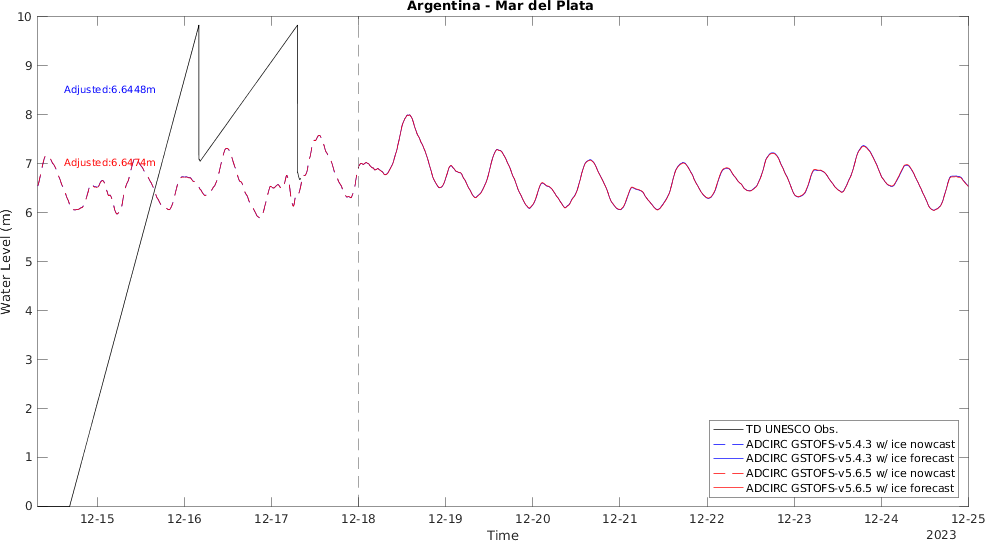 Argentina - Mar del Plata
10
9
8
7
6
5
4
3
2
1
0
Water Level (m)
Adjusted:6.6448m
Adjusted:6.6474m
TD UNESCO Obs.
ADCIRC GSTOFS-v5.4.3 w/ ice nowcast
ADCIRC GSTOFS-v5.4.3 w/ ice forecast
ADCIRC GSTOFS-v5.6.5 w/ ice nowcast
ADCIRC GSTOFS-v5.6.5 w/ ice forecast
12-15 12-16 12-17 12-18 12-19 12-20 12-21 12-22 12-23 12-24 12-25
Time
2023